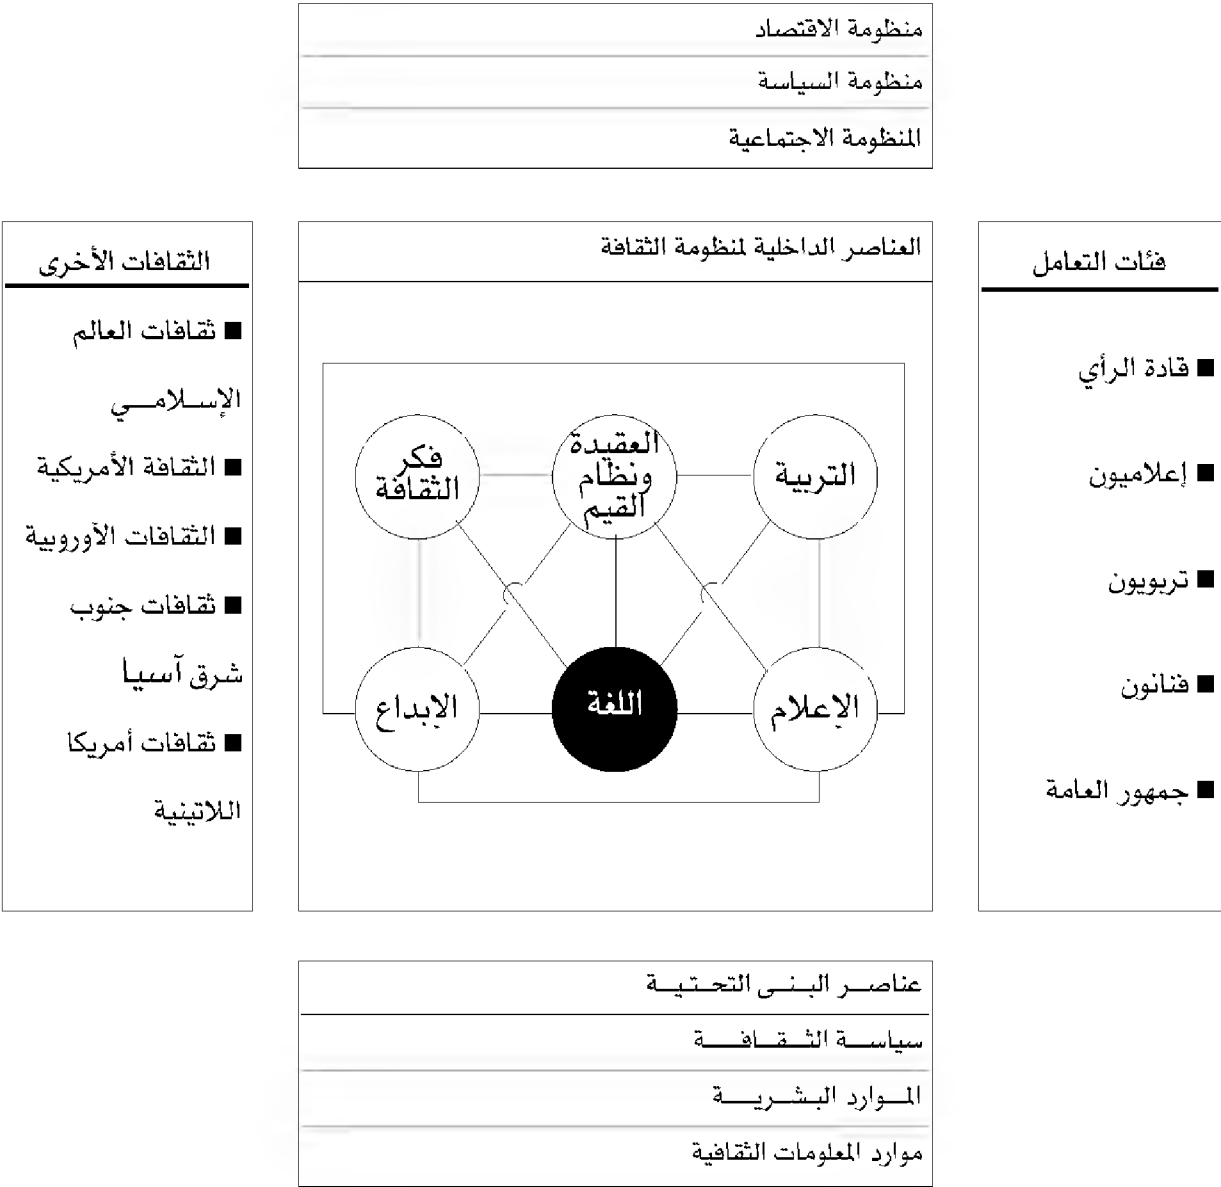 منظومة الاقتصاد
منظومة السياسة
المنظومة الاجتماعية
فئات التعامل
■ قادة الرأي
■ إعلاميون
■ تربويون
■ فنانون
■ جمهور العامة
العناصر الداخلية لمنظومة الثقافة
التربية
العقيدة
ونظام
القيم
فكر
الثقافة
الإعلام
اللغة
الإبداع
الثقافات الأخرى
■ ثقافات العالم
الإسلامي
■ الثقافة الأمريكية
■ الثقافات الأوروبية
■ ثقافات جنوب
شرق آسيا
■ ثقافات أمريكا
اللاتينية
عناصر البنى التحتية
سياسة الثقافة
الموارد البشرية
موارد المعلومات الثقافية